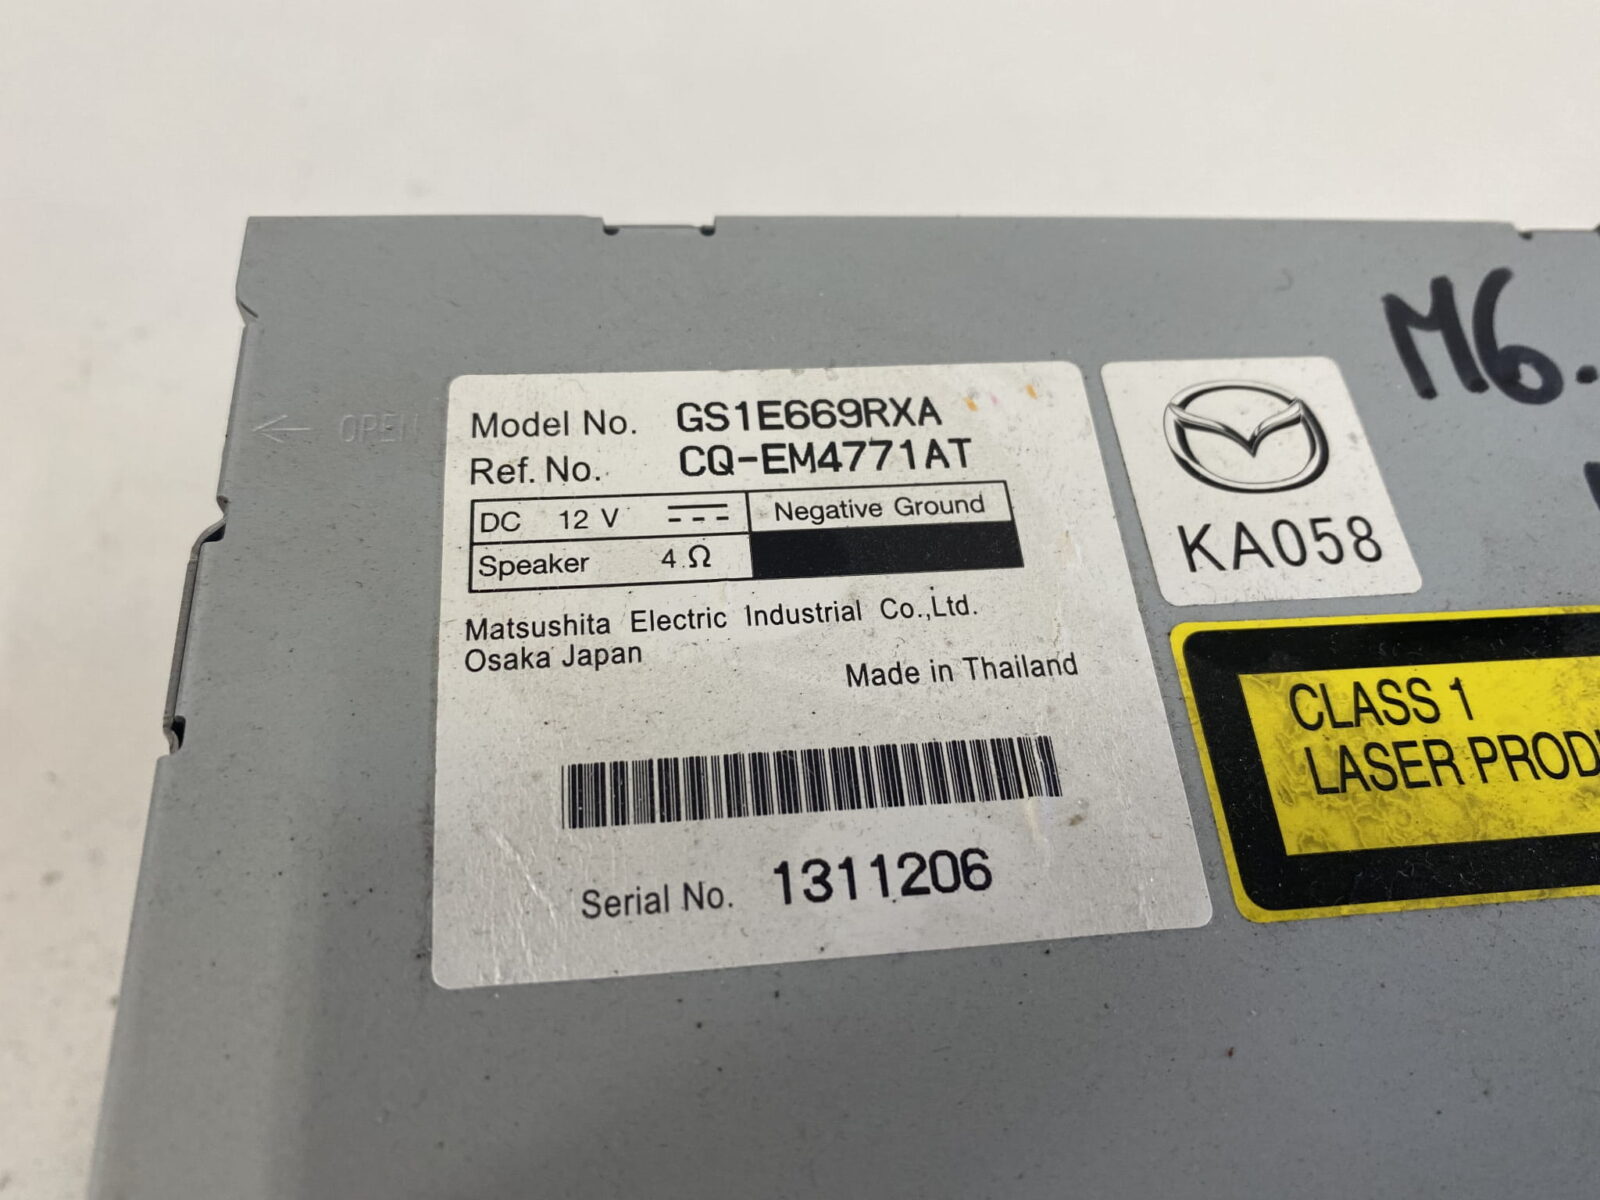 M6.
OPEN
Model No. GS1E669RXA
Ref. No. CQ-EM4771AT
DC 12 V Negative Ground
Speaker 4 Ω
Matsushita Electric Industrial Co.,Ltd.
Osaka Japan
Made in Thailand
Serial No. 1311206
KA058
CLASS 1
LASER